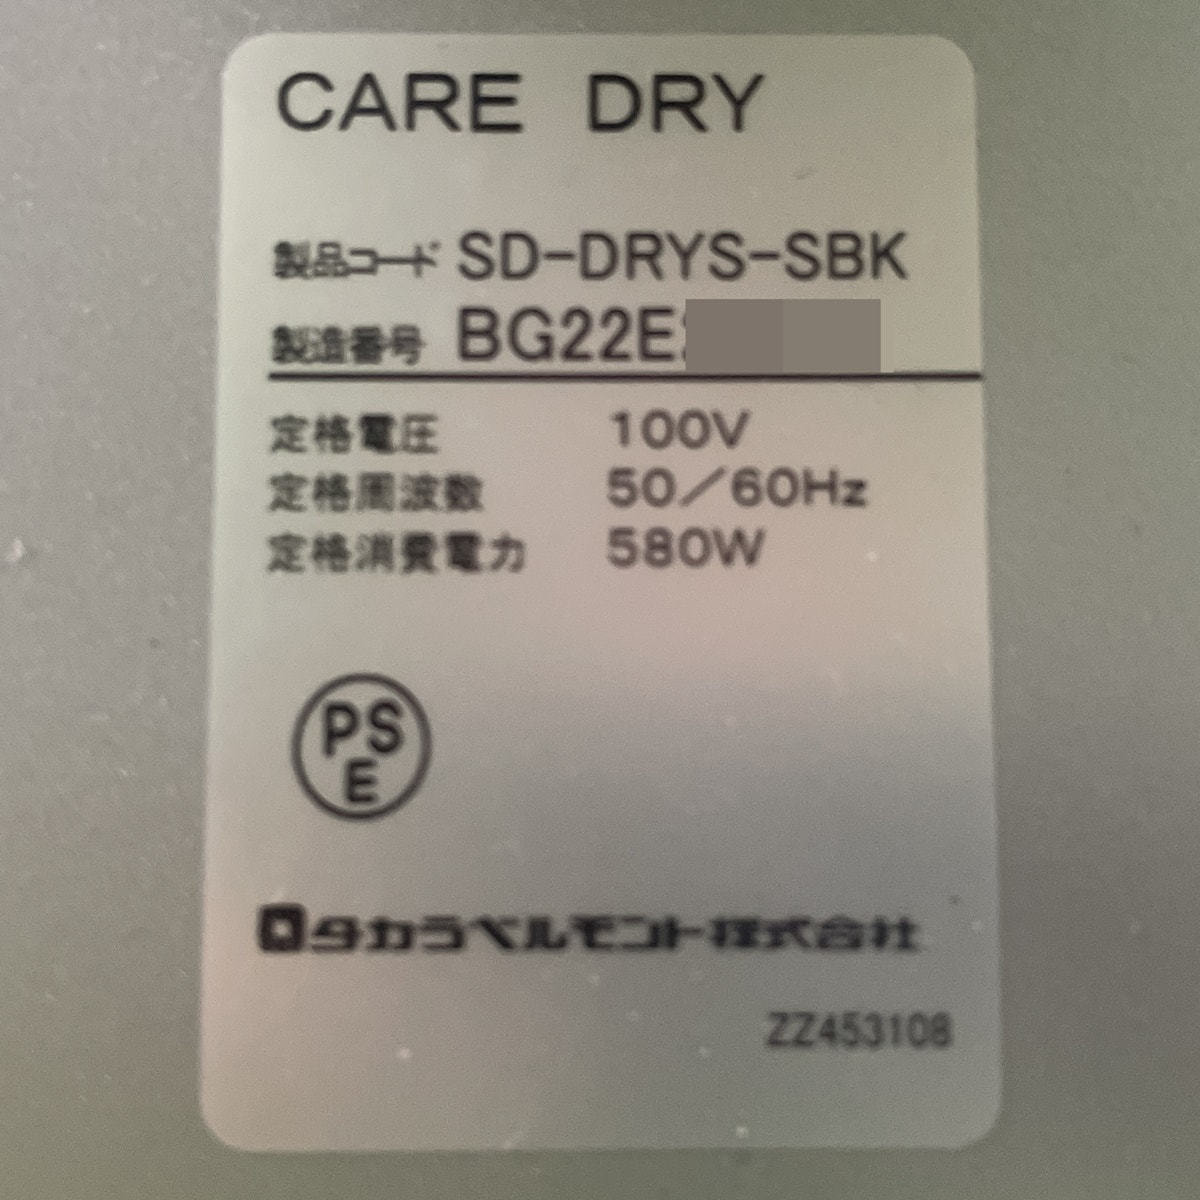 CARE DRY
製品コード SD-DRYS-SBK
製造番号 BG22E
定格電圧 100V
定格周波数 50／60Hz
定格消費電力 580W
PS
E
タカラベルモント株式会社
ZZ453108